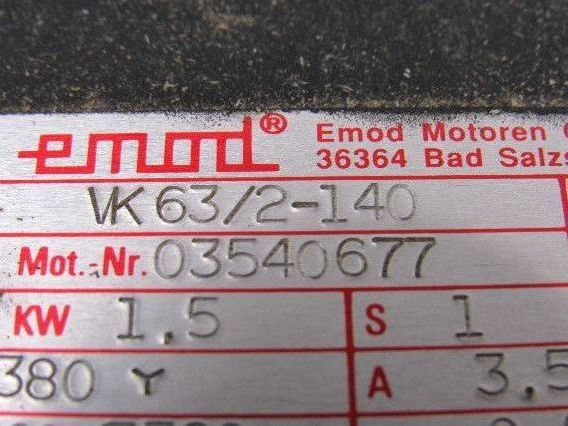 emod® Emod Motoren
36364 Bad Salzs
VK 63/2-140
Mot.-Nr. 03540677
KW 1,5 S 1
380 Y A 3,5